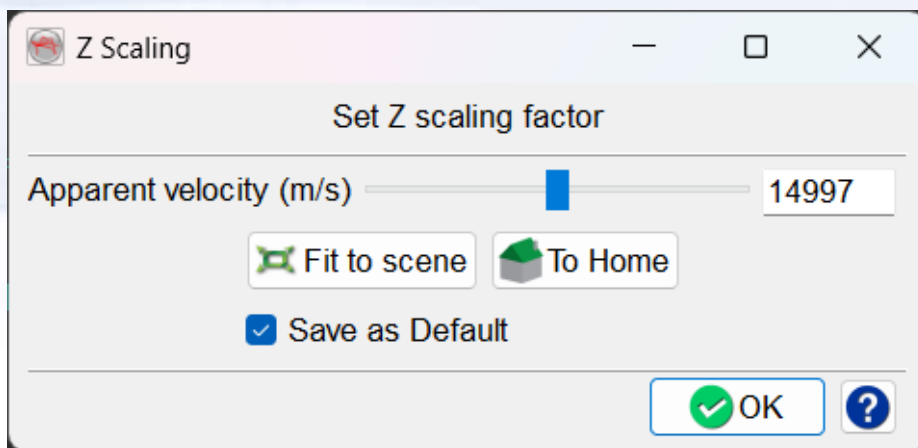 Z Scaling
Set Z scaling factor
Apparent velocity (m/s) 14997
Fit to scene To Home
Save as Default
OK ?